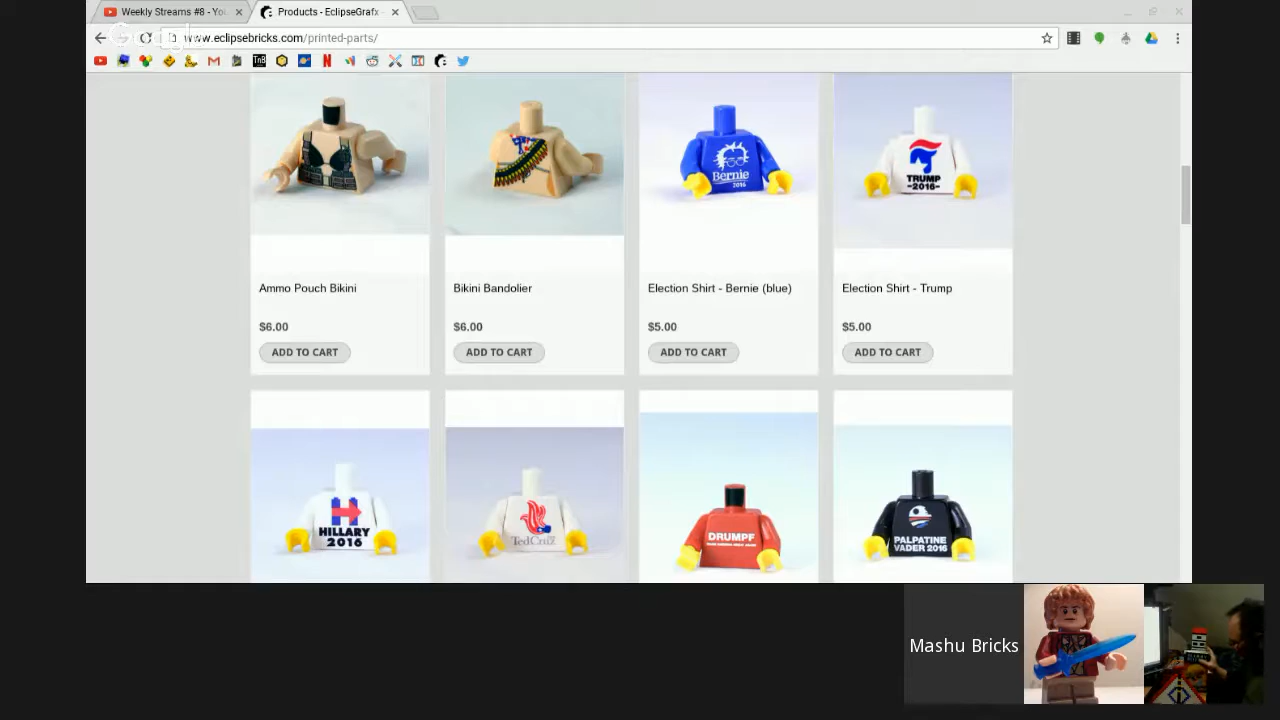 Weekly Streams #8 - You
Products - EclipseGrafx
www.eclipsebricks.com/printed-parts/
Bernie
2016
TRUMP
-2016-
Ammo Pouch Bikini
Bikini Bandolier
Election Shirt - Bernie (blue)
Election Shirt - Trump
$6.00
$6.00
$5.00
$5.00
ADD TO CART
ADD TO CART
ADD TO CART
ADD TO CART
HILLARY
2016
TedCruz
DRUMPF
PALPATINE
VADER 2016
Mashu Bricks